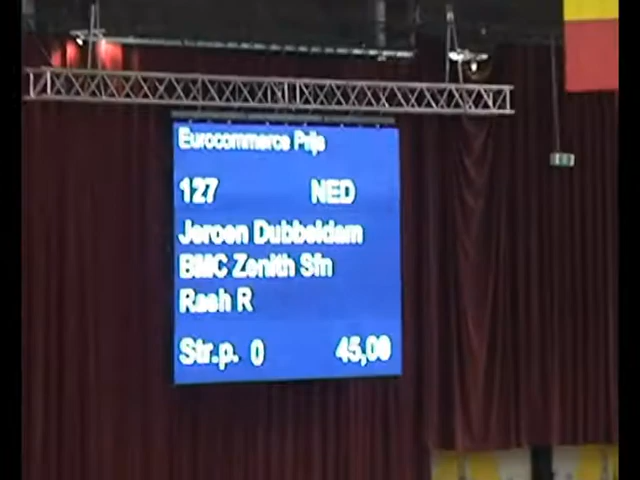 Eurocommerce Prijs
127 NED
Jeroen Dubbeldam
BMC Zenith Sfn
Rash R
Str.p. 0 45,00